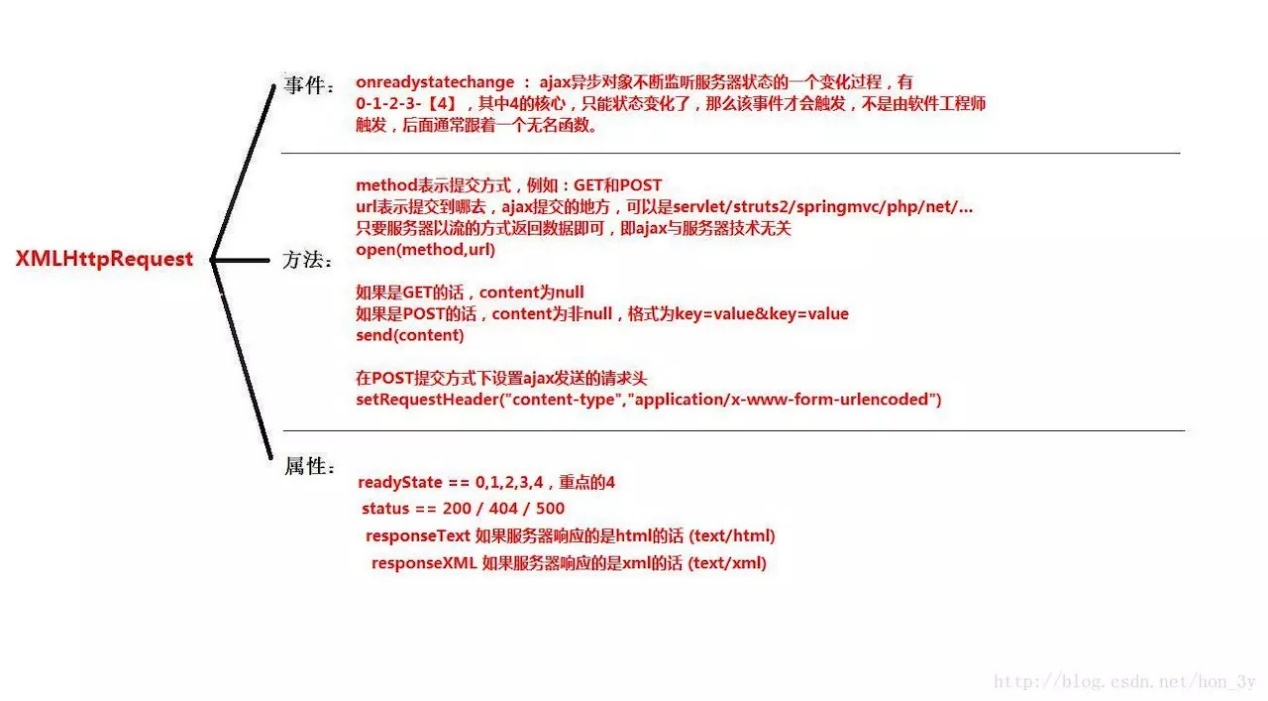 事件：
onreadystatechange ： ajax异步对象不断监听服务器状态的一个变化过程，有
0-1-2-3-【4】，其中4的核心，只能状态变化了，那么该事件才会触发，不是由软件工程师
触发，后面通常跟着一个无名函数。
XMLHttpRequest
方法：
method表示提交方式，例如：GET和POST
url表示提交到哪去，ajax提交的地方，可以是servlet/struts2/springmvc/php/net/...
只要服务器以流的方式返回数据即可，即ajax与服务器技术无关
open(method,url)
如果是GET的话，content为null
如果是POST的话，content为非null，格式为key=value&key=value
send(content)
在POST提交方式下设置ajax发送的请求头
setRequestHeader("content-type","application/x-www-form-urlencoded")
属性：
readyState == 0,1,2,3,4，重点的4
status == 200 / 404 / 500
responseText 如果服务器响应的是html的话 (text/html)
responseXML 如果服务器响应的是xml的话 (text/xml)
http://blog.csdn.net/hon_3y